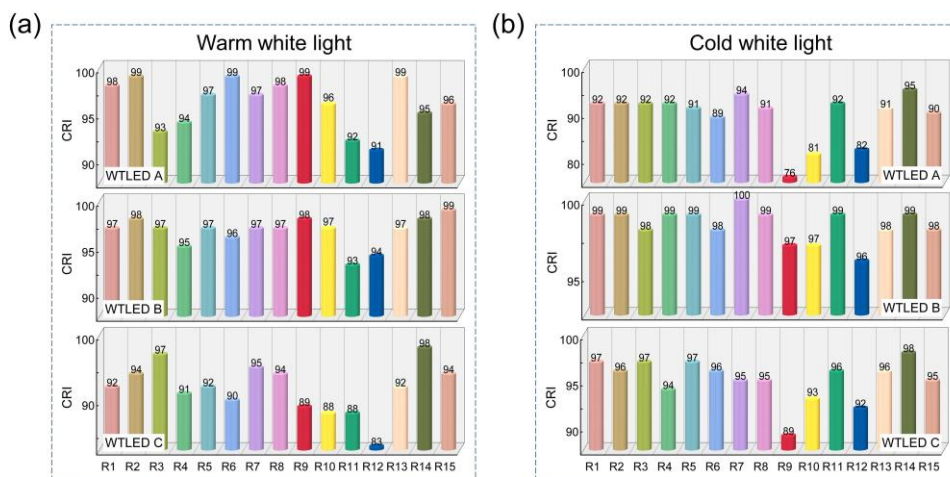 (a)
Warm white light
CRI
100
95
90
98 99 93 94 97 99 97 98 99 96 92 91 99 95 96
WTLED A
CRI
100
95
90
97 98 97 95 97 96 97 97 98 97 93 94 97 98 99
WTLED B
CRI
100
90
92 94 97 91 92 90 95 94 89 88 88 83 92 98 94
WTLED C
R1 R2 R3 R4 R5 R6 R7 R8 R9 R10 R11 R12 R13 R14 R15
(b)
Cold white light
CRI
100
90
80
92 92 92 92 91 89 94 91 76 81 92 82 91 95 90
WTLED A
CRI
100
95
99 99 98 99 99 98 100 99 97 97 99 96 98 99 98
WTLED B
CRI
100
95
90
97 96 97 94 97 96 95 95 89 93 96 92 96 98 95
WTLED C
R1 R2 R3 R4 R5 R6 R7 R8 R9 R10 R11 R12 R13 R14 R15